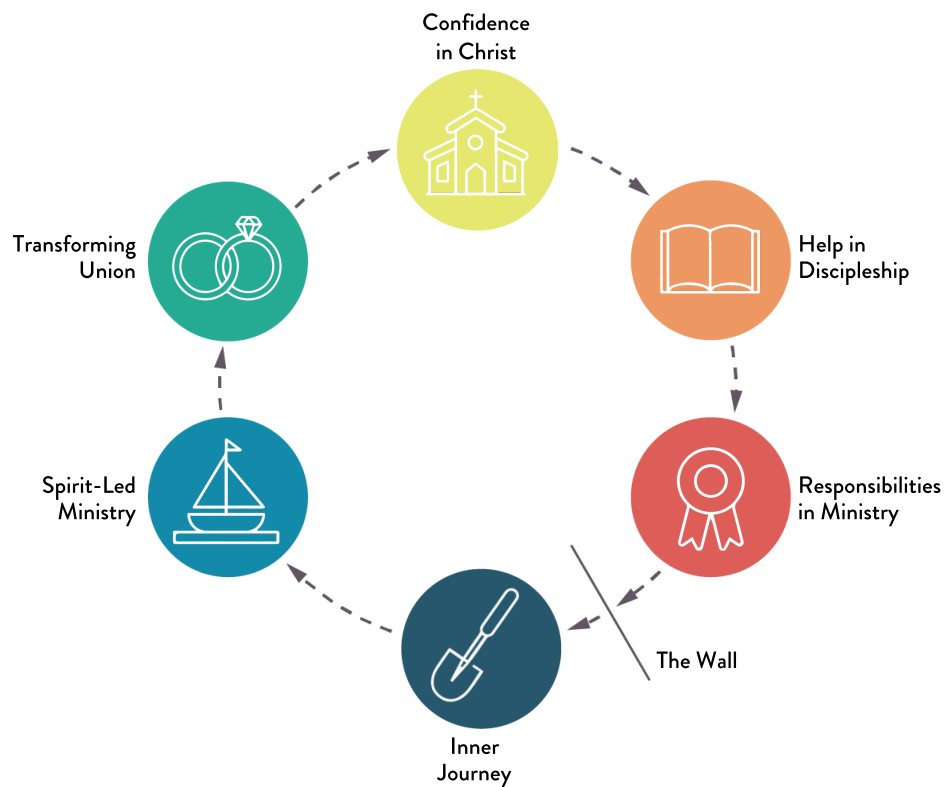 Confidence
in Christ
Help in
Discipleship
Responsibilities
in Ministry
The Wall
Inner
Journey
Spirit-Led
Ministry
Transforming
Union